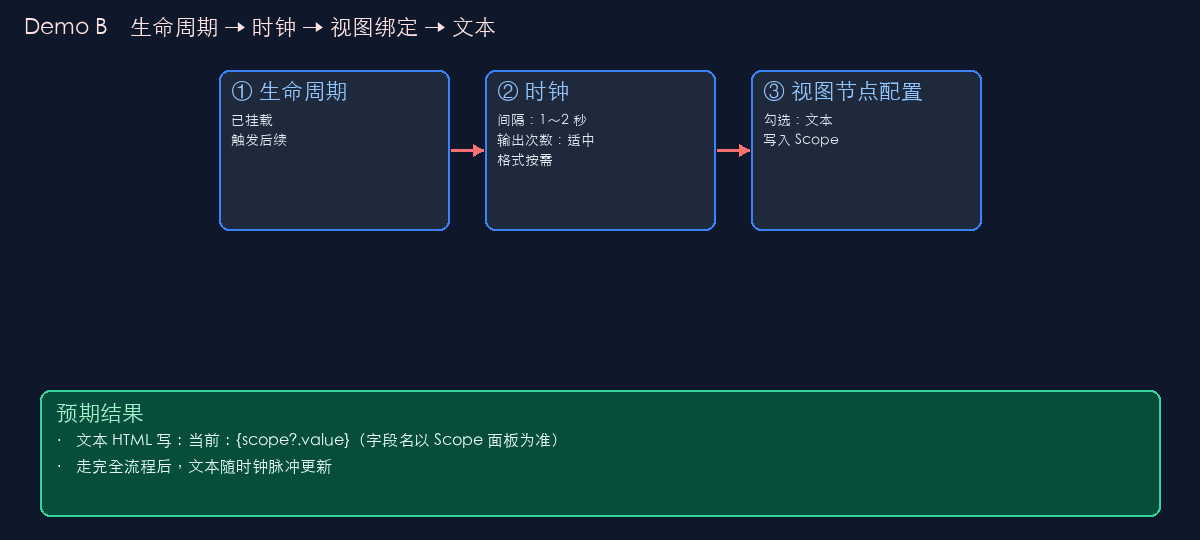 Demo B 生命周期 → 时钟 → 视图绑定 → 文本
① 生命周期
已挂载
触发后续
② 时钟
间隔：1～2 秒
输出次数：适中
格式按需
③ 视图节点配置
勾选：文本
写入 Scope
预期结果
· 文本 HTML 写：当前：{scope?.value}（字段名以 Scope 面板为准）
· 走完全流程后，文本随时钟脉冲更新